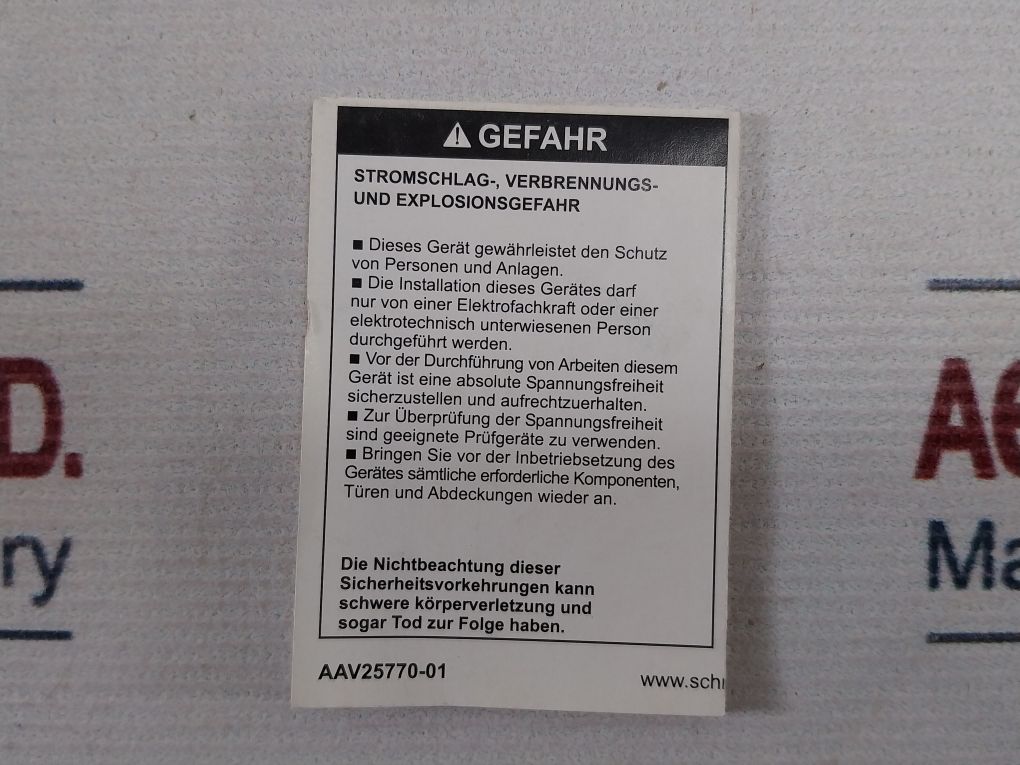 GEFAHR
STROMSCHLAG-, VERBRENNUNGS-
UND EXPLOSIONSGEFAHR
■ Dieses Gerät gewährleistet den Schutz
von Personen und Anlagen.
■ Die Installation dieses Gerätes darf
nur von einer Elektrofachkraft oder einer
elektrotechnisch unterwiesenen Person
durchgeführt werden.
■ Vor der Durchführung von Arbeiten diesem
Gerät ist eine absolute Spannungsfreiheit
sicherzustellen und aufrechtzuerhalten.
■ Zur Überprüfung der Spannungsfreiheit
sind geeignete Prüfgeräte zu verwenden.
■ Bringen Sie vor der Inbetriebsetzung des
Gerätes sämtliche erforderliche Komponenten,
Türen und Abdeckungen wieder an.
Die Nichtbeachtung dieser
Sicherheitsvorkehrungen kann
schwere körperverletzung und
sogar Tod zur Folge haben.
AAV25770-01
www.sch
D.
ry
Ma